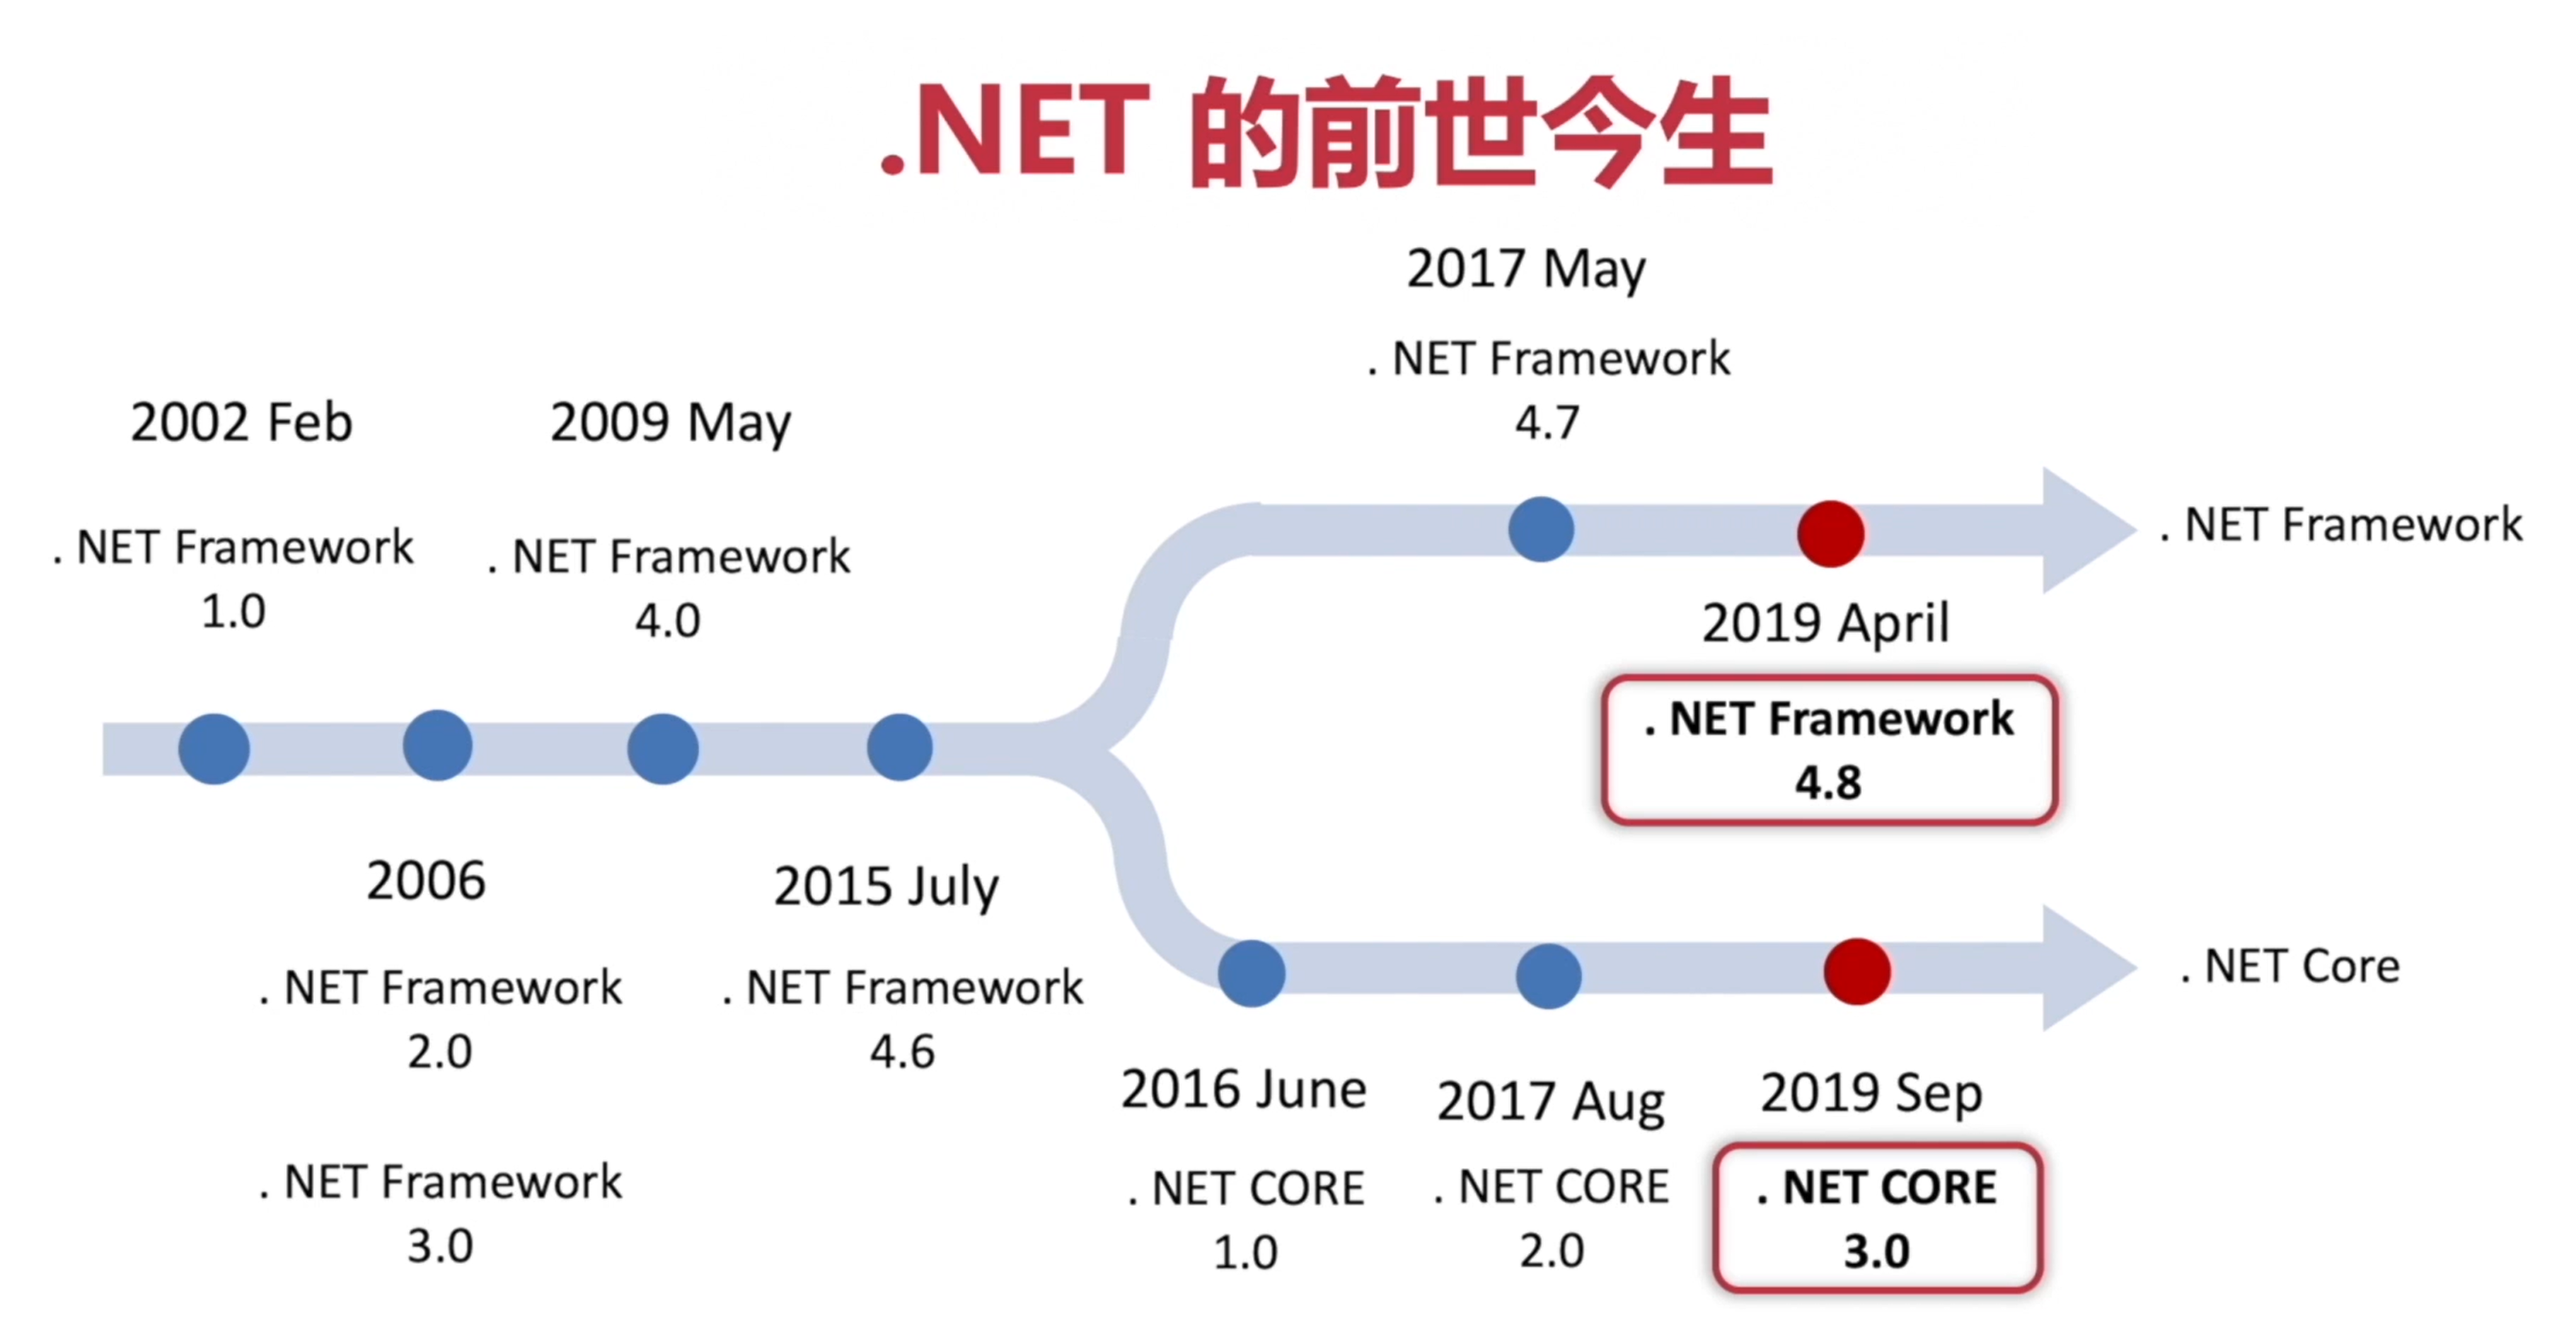 .NET 的前世今生
2002 Feb
. NET Framework
1.0
2009 May
. NET Framework
4.0
2006
. NET Framework
2.0
. NET Framework
3.0
2015 July
. NET Framework
4.6
2017 May
. NET Framework
4.7
2019 April
. NET Framework
4.8
. NET Framework
2016 June
. NET CORE
1.0
2017 Aug
. NET CORE
2.0
2019 Sep
. NET CORE
3.0
. NET Core